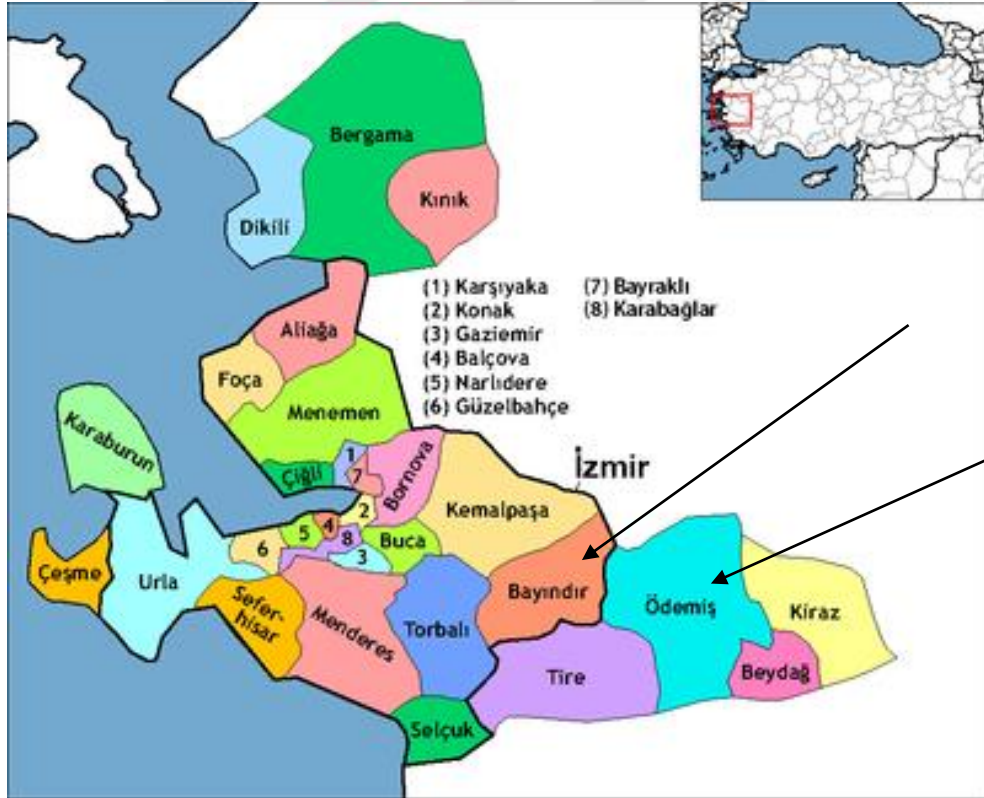 Bergama
Kınık
Dikili
(1) Karşıyaka
(2) Konak
(3) Gaziemir
(4) Balçova
(5) Narlıdere
(6) Güzelbahçe
(7) Bayraklı
(8) Karabağlar
Aliağa
Foça
Menemen
Karaburun
Çiğli
1
7
Bornova
İzmir
Kemalpaşa
2
5
4
8
6
3
Buca
Çeşme
Urla
Sefer-
hisar
Menderes
Torbalı
Bayındır
Ödemiş
Kiraz
Tire
Beydağ
Selçuk